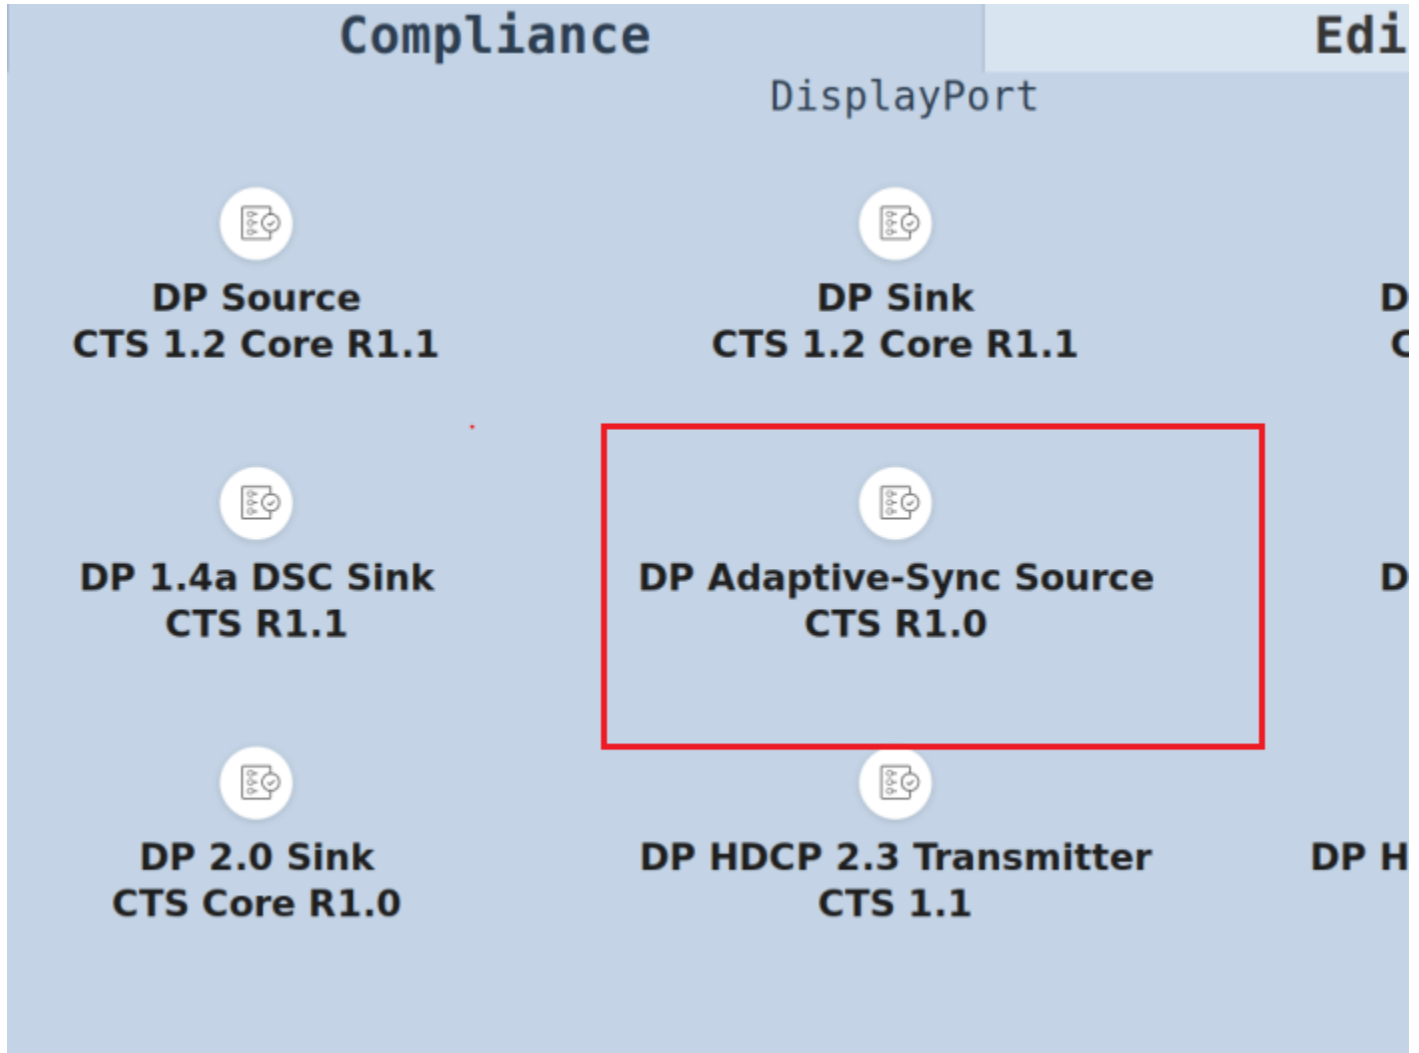 Compliance
Edi
DisplayPort
DP Source
CTS 1.2 Core R1.1
DP Sink
CTS 1.2 Core R1.1
D
C
DP 1.4a DSC Sink
CTS R1.1
DP Adaptive-Sync Source
CTS R1.0
D
DP 2.0 Sink
CTS Core R1.0
DP HDCP 2.3 Transmitter
CTS 1.1
DP H